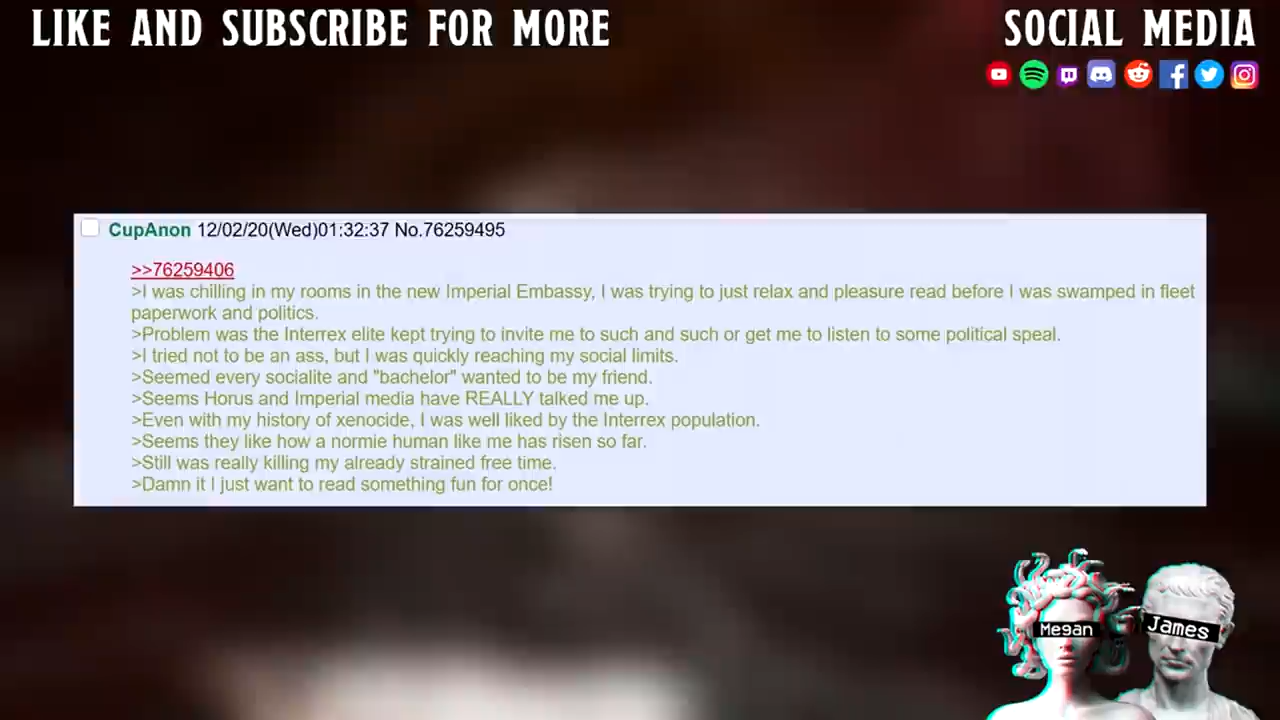 LIKE AND SUBSCRIBE FOR MORE
SOCIAL MEDIA
CupAnon 12/02/20(Wed)01:32:37 No.76259495
>>76259406
>I was chilling in my rooms in the new Imperial Embassy, I was trying to just relax and pleasure read before I was swamped in fleet
paperwork and politics.
>Problem was the Interrex elite kept trying to invite me to such and such or get me to listen to some political speal.
>I tried not to be an ass, but I was quickly reaching my social limits.
>Seemed every socialite and "bachelor" wanted to be my friend.
>Seems Horus and Imperial media have REALLY talked me up.
>Even with my history of xenocide, I was well liked by the Interrex population.
>Seems they like how a normie human like me has risen so far.
>Still was really killing my already strained free time.
>Damn it I just want to read something fun for once!
Megan
James